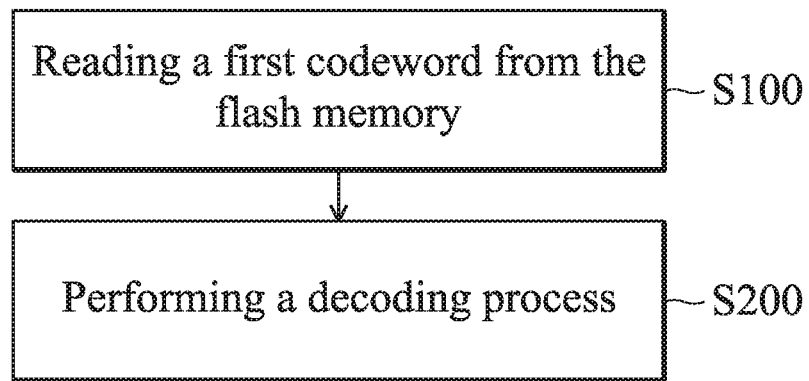 Reading a first codeword from the
flash memory
S100
Performing a decoding process
S200